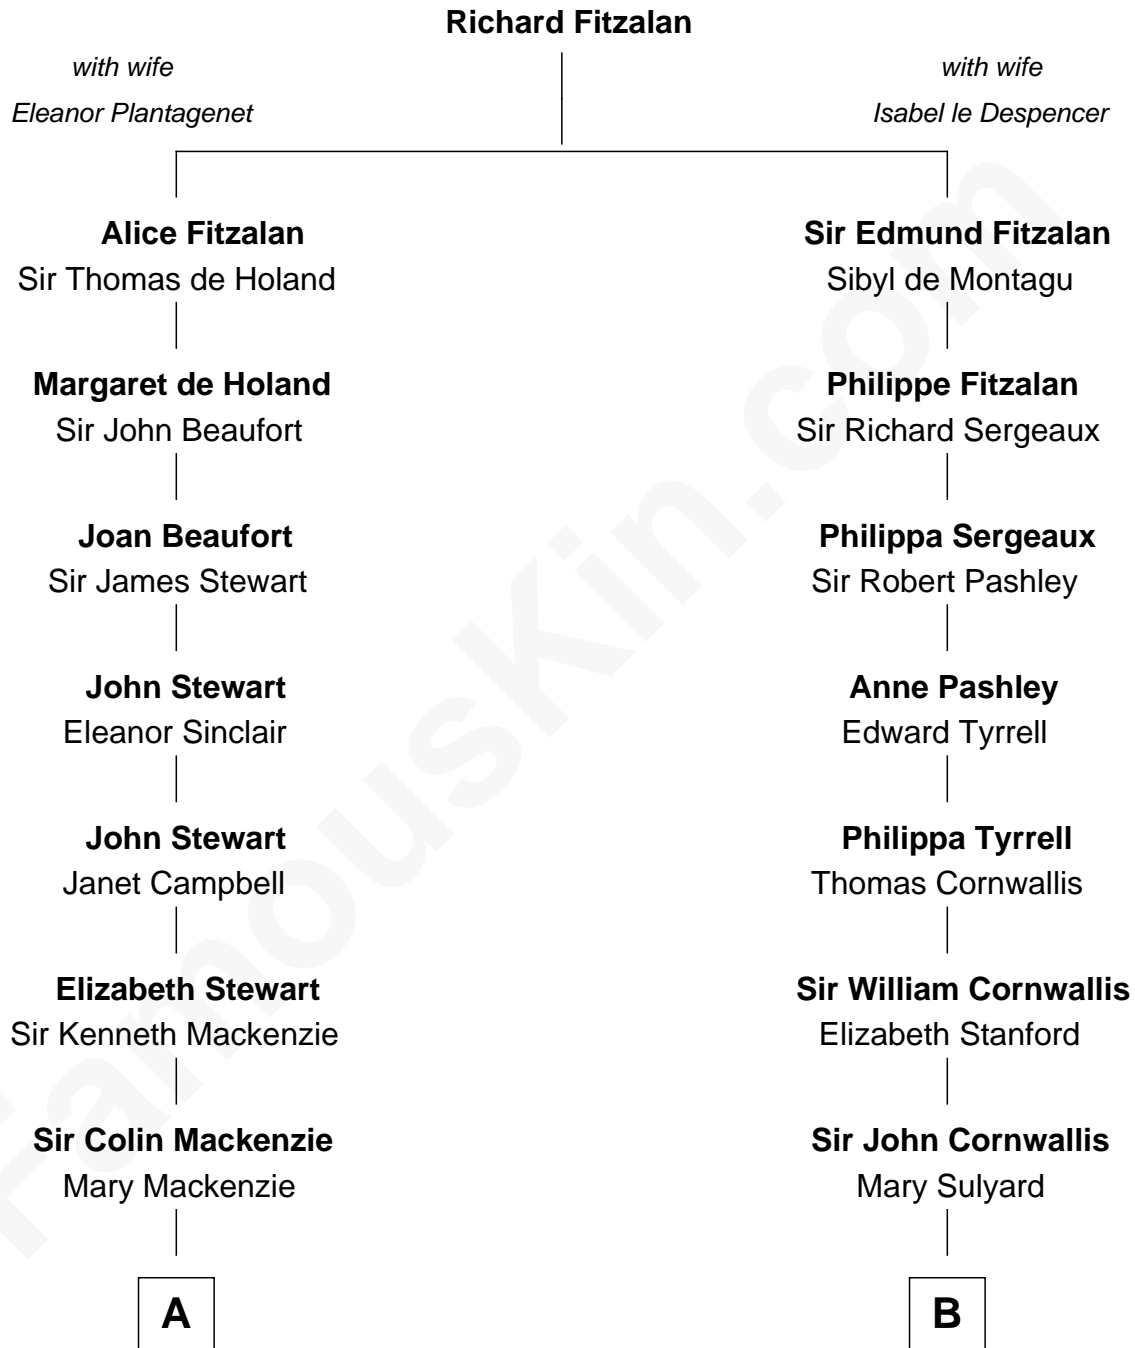 Richard Fitzalan
with wife
Eleanor Plantagenet
with wife
Isabel le Despencer
Alice Fitzalan
Sir Thomas de Holand
Sir Edmund Fitzalan
Sibyl de Montagu
Margaret de Holand
Sir John Beaufort
Philippe Fitzalan
Sir Richard Sergeaux
Joan Beaufort
Sir James Stewart
Philippa Sergeaux
Sir Robert Pashley
John Stewart
Eleanor Sinclair
Anne Pashley
Edward Tyrrell
John Stewart
Janet Campbell
Philippa Tyrrell
Thomas Cornwallis
Elizabeth Stewart
Sir Kenneth Mackenzie
Sir William Cornwallis
Elizabeth Stanford
Sir Colin Mackenzie
Mary Mackenzie
Sir John Cornwallis
Mary Sulyard
A
B
FamousKin.com